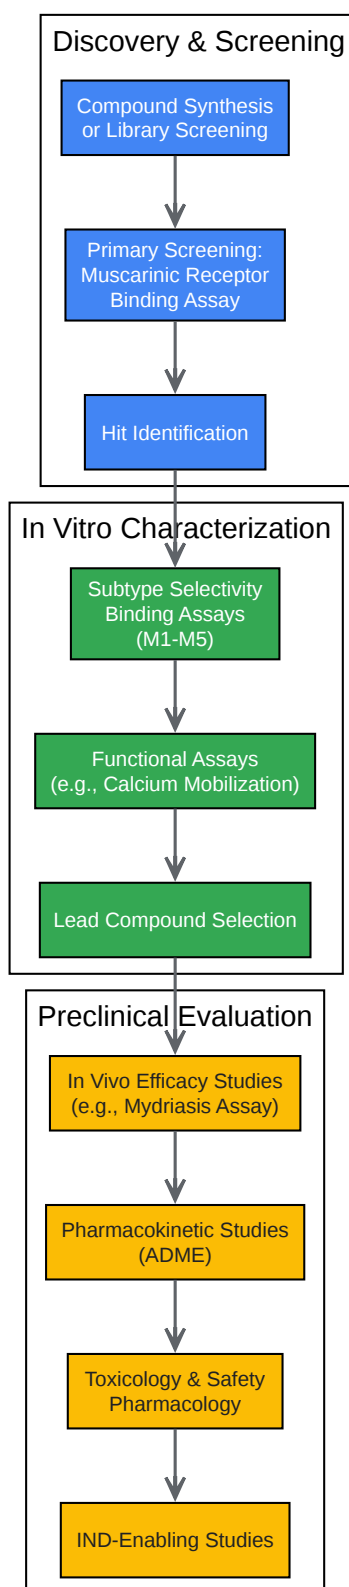 Discovery & Screening
Compound Synthesis
or Library Screening
Primary Screening:
Muscarinic Receptor
Binding Assay
Hit Identification
In Vitro Characterization
Subtype Selectivity
Binding Assays
(M1-M5)
Functional Assays
(e.g., Calcium Mobilization)
Lead Compound Selection
Preclinical Evaluation
In Vivo Efficacy Studies
(e.g., Mydriasis Assay)
Pharmacokinetic Studies
(ADME)
Toxicology & Safety
Pharmacology
IND-Enabling Studies